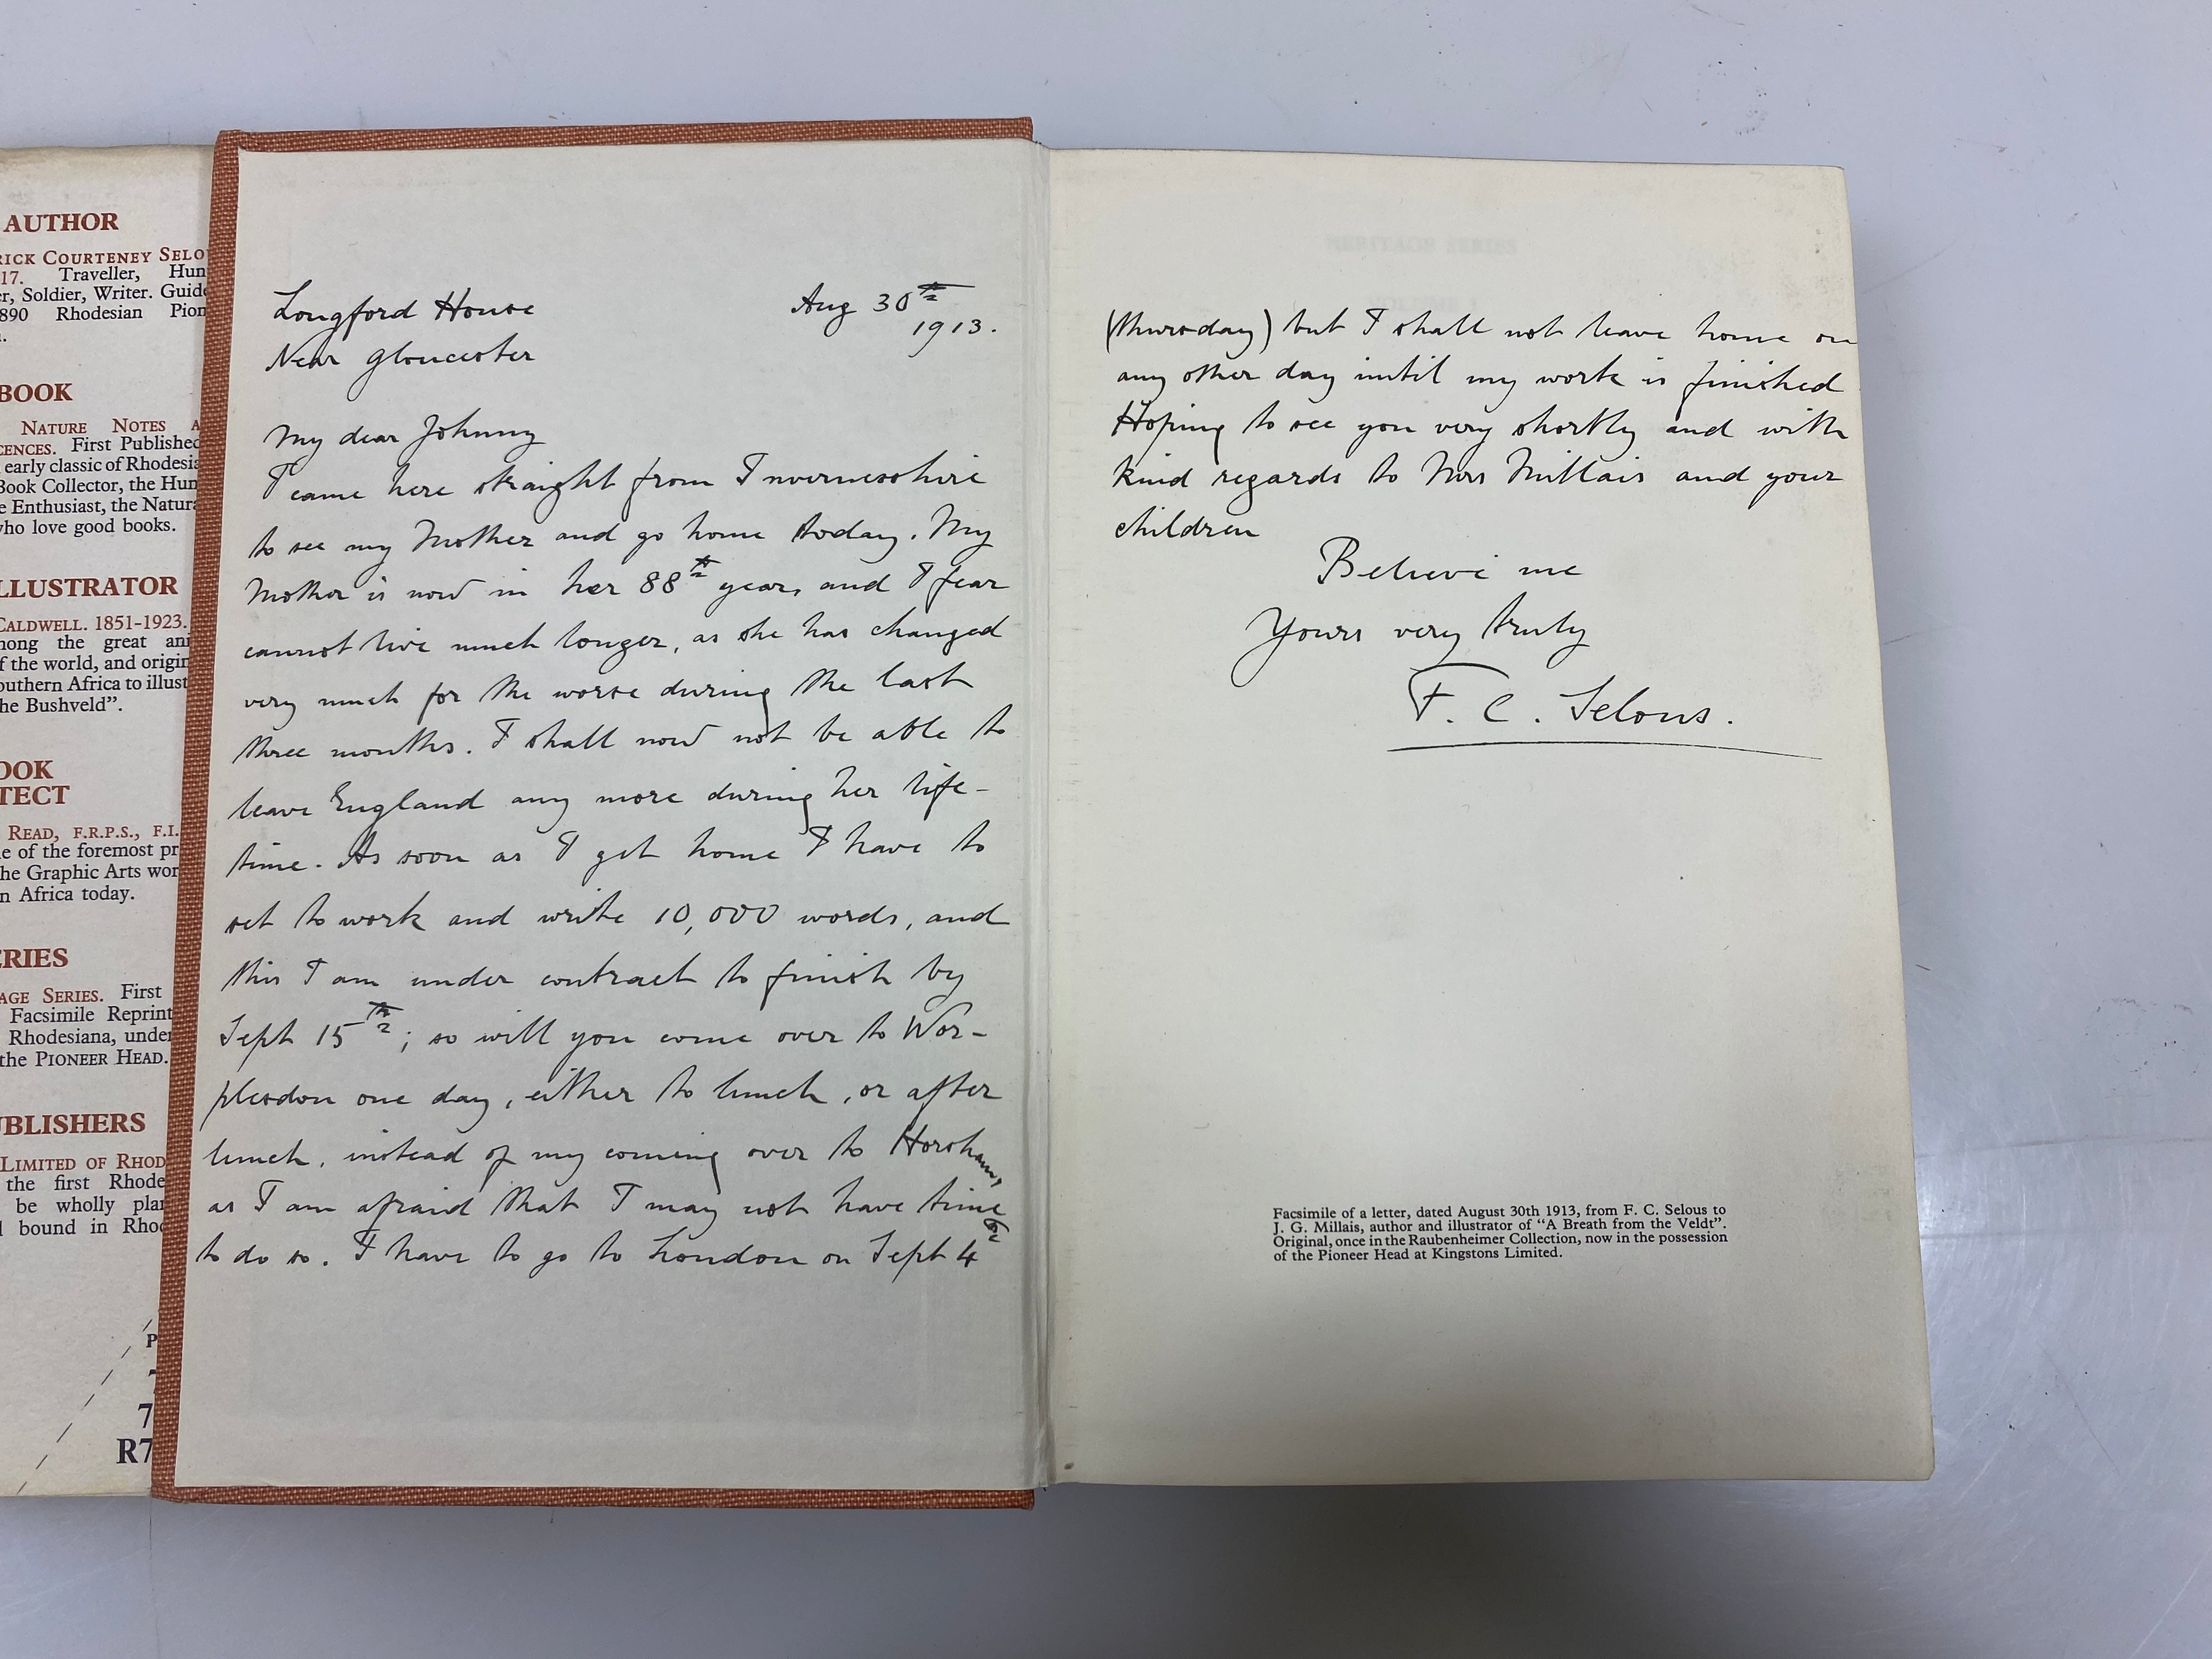 AUTHOR
RICK COURTENEY SELO
17. Traveller, Hun
er, Soldier, Writer. Guide
890 Rhodesian Pion
BOOK
NATURE NOTES A
CENCES. First Published
early classic of Rhodesia
Book Collector, the Hun
e Enthusiast, the Natura
who love good books.
LLUSTRATOR
CALDWELL. 1851-1923.
mong the great ani
f the world, and origin
outhern Africa to illust
he Bushveld”.
OOK
TECT
READ, F.R.P.S., F.I.
e of the foremost pr
he Graphic Arts wor
n Africa today.
ERIES
AGE SERIES. First
Facsimile Reprint
Rhodesiana, under
the PIONEER HEAD.
UBLISHERS
LIMITED OF RHOD
the first Rhode
be wholly plan
l bound in Rhod
P
7
R7
Longford House
Near Gloucester
Aug 30th
1913.
My dear Johnny
I came here straight from Invernesshire
to see my Mother and go home today. My
Mother is now in her 88th year, and I fear
cannot live much longer, as she has changed
very much for the worse during the last
three months. I shall now not be able to
leave England any more during her life-
time. As soon as I get home I have to
set to work and write 10,000 words, and
this I am under contract to finish by
Sept 15th; so will you come over to Wor-
plesdon one day, either to lunch, or after
lunch, instead of my coming over to Horsham,
as I am afraid that I may not have time
to do so. I have to go to London on Sept 4th
(Thursday) but I shall not leave home on
any other day until my work is finished
Hoping to see you very shortly and with
kind regards to Mrs Millais and your
children
Believe me
Yours very truly
F. C. Selous.
Facsimile of a letter, dated August 30th 1913, from F. C. Selous to
J. G. Millais, author and illustrator of “A Breath from the Veldt”.
Original, once in the Raubenheimer Collection, now in the possession
of the Pioneer Head at Kingstons Limited.